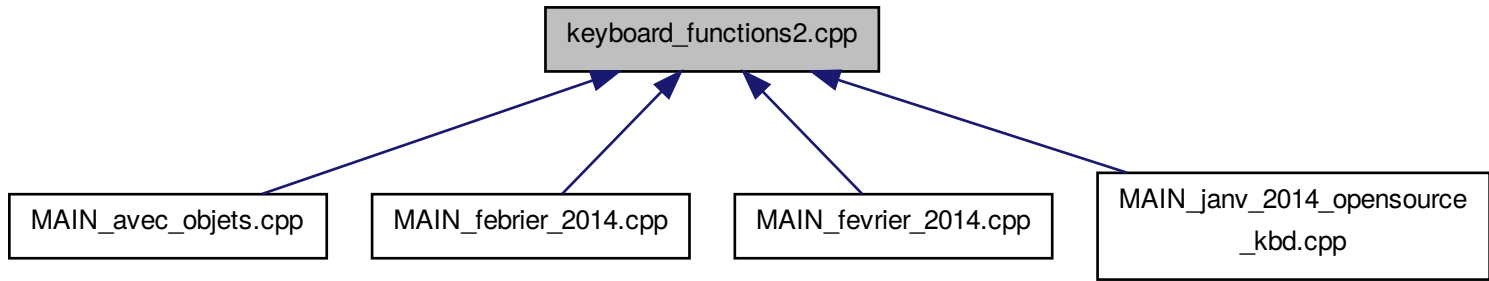 keyboard_functions2.cpp
MAIN_avec_objets.cpp
MAIN_febrier_2014.cpp
MAIN_fevrier_2014.cpp
MAIN_janv_2014_opensource
_kbd.cpp